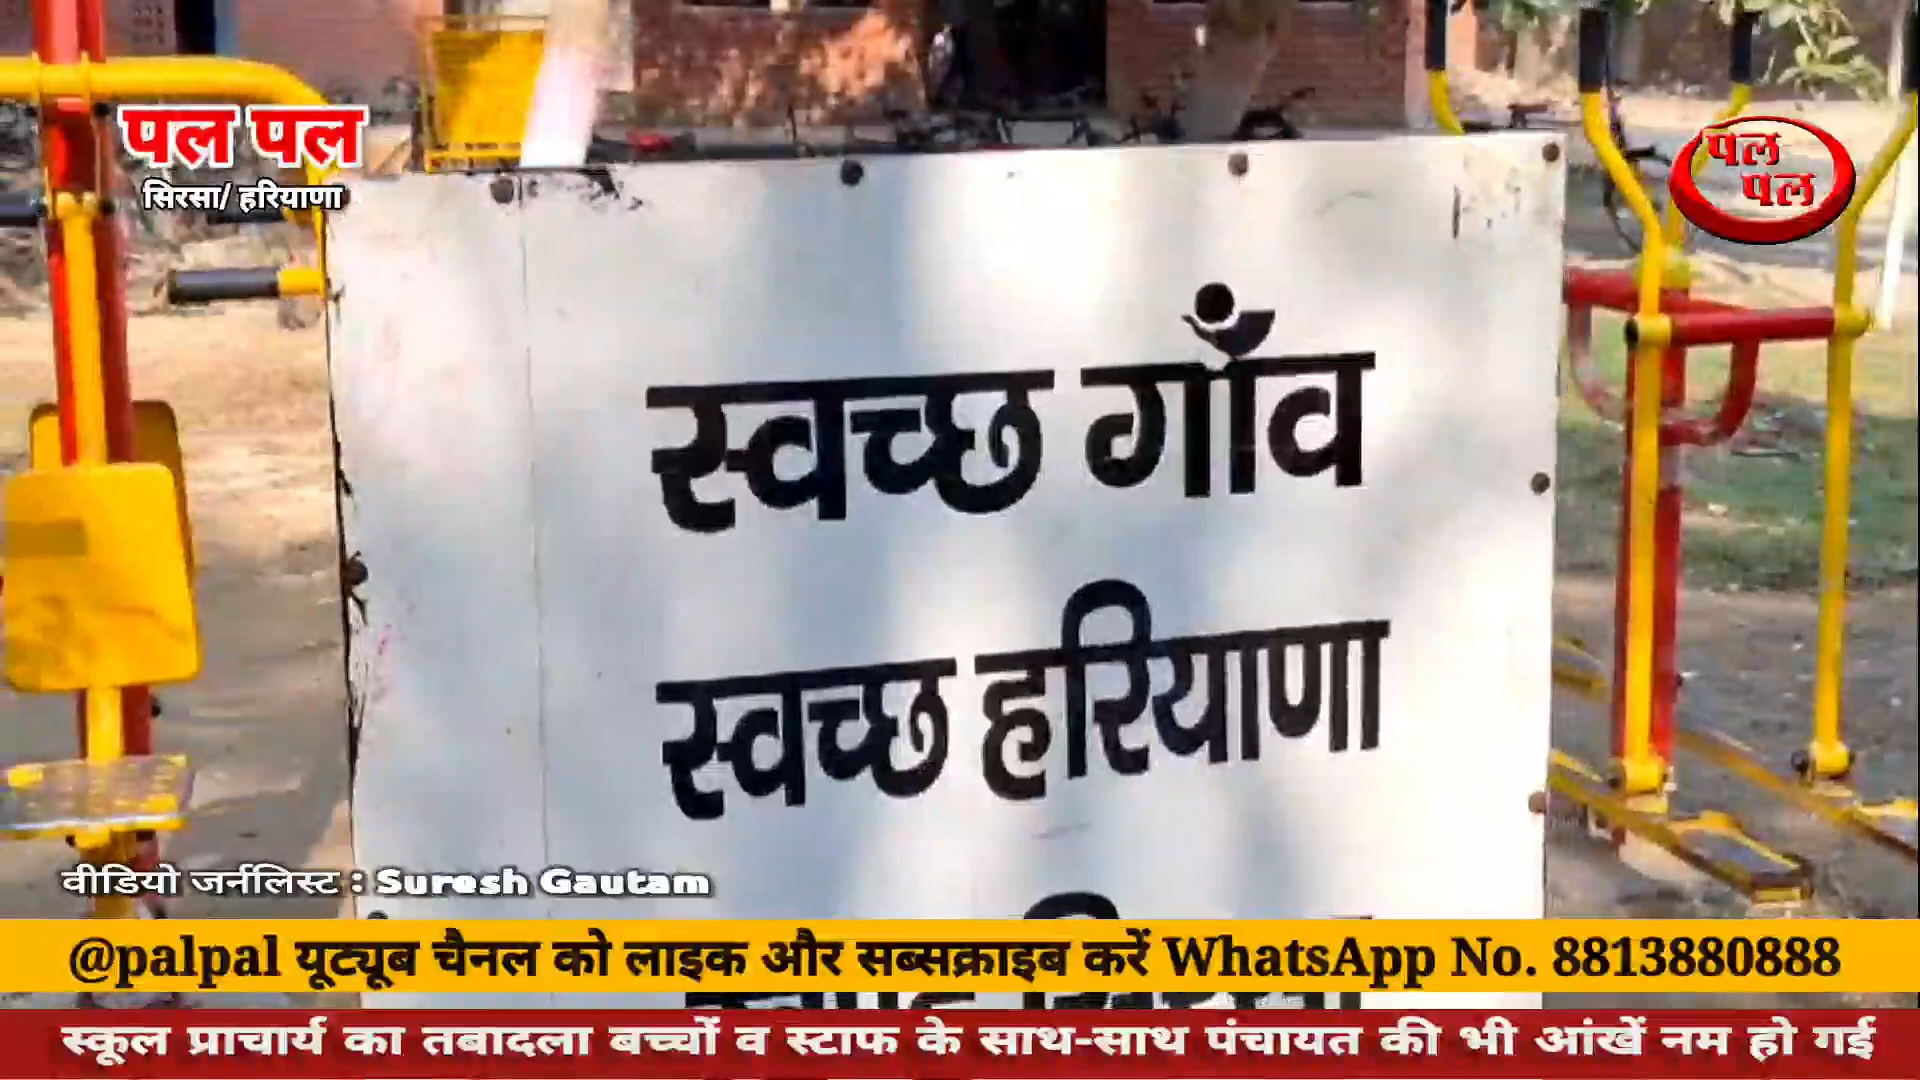 पल पल
सिरसा/ हरियाणा
पल
पल
स्वच्छ गाँव
स्वच्छ हरियाणा
वीडियो जर्नलिस्ट : Suresh Gautam
@palpal यूट्यूब चैनल को लाइक और सब्सक्राइब करें WhatsApp No. 8813880888
स्कूल प्राचार्य का तबादला बच्चों व स्टाफ के साथ-साथ पंचायत की भी आंखें नम हो गई